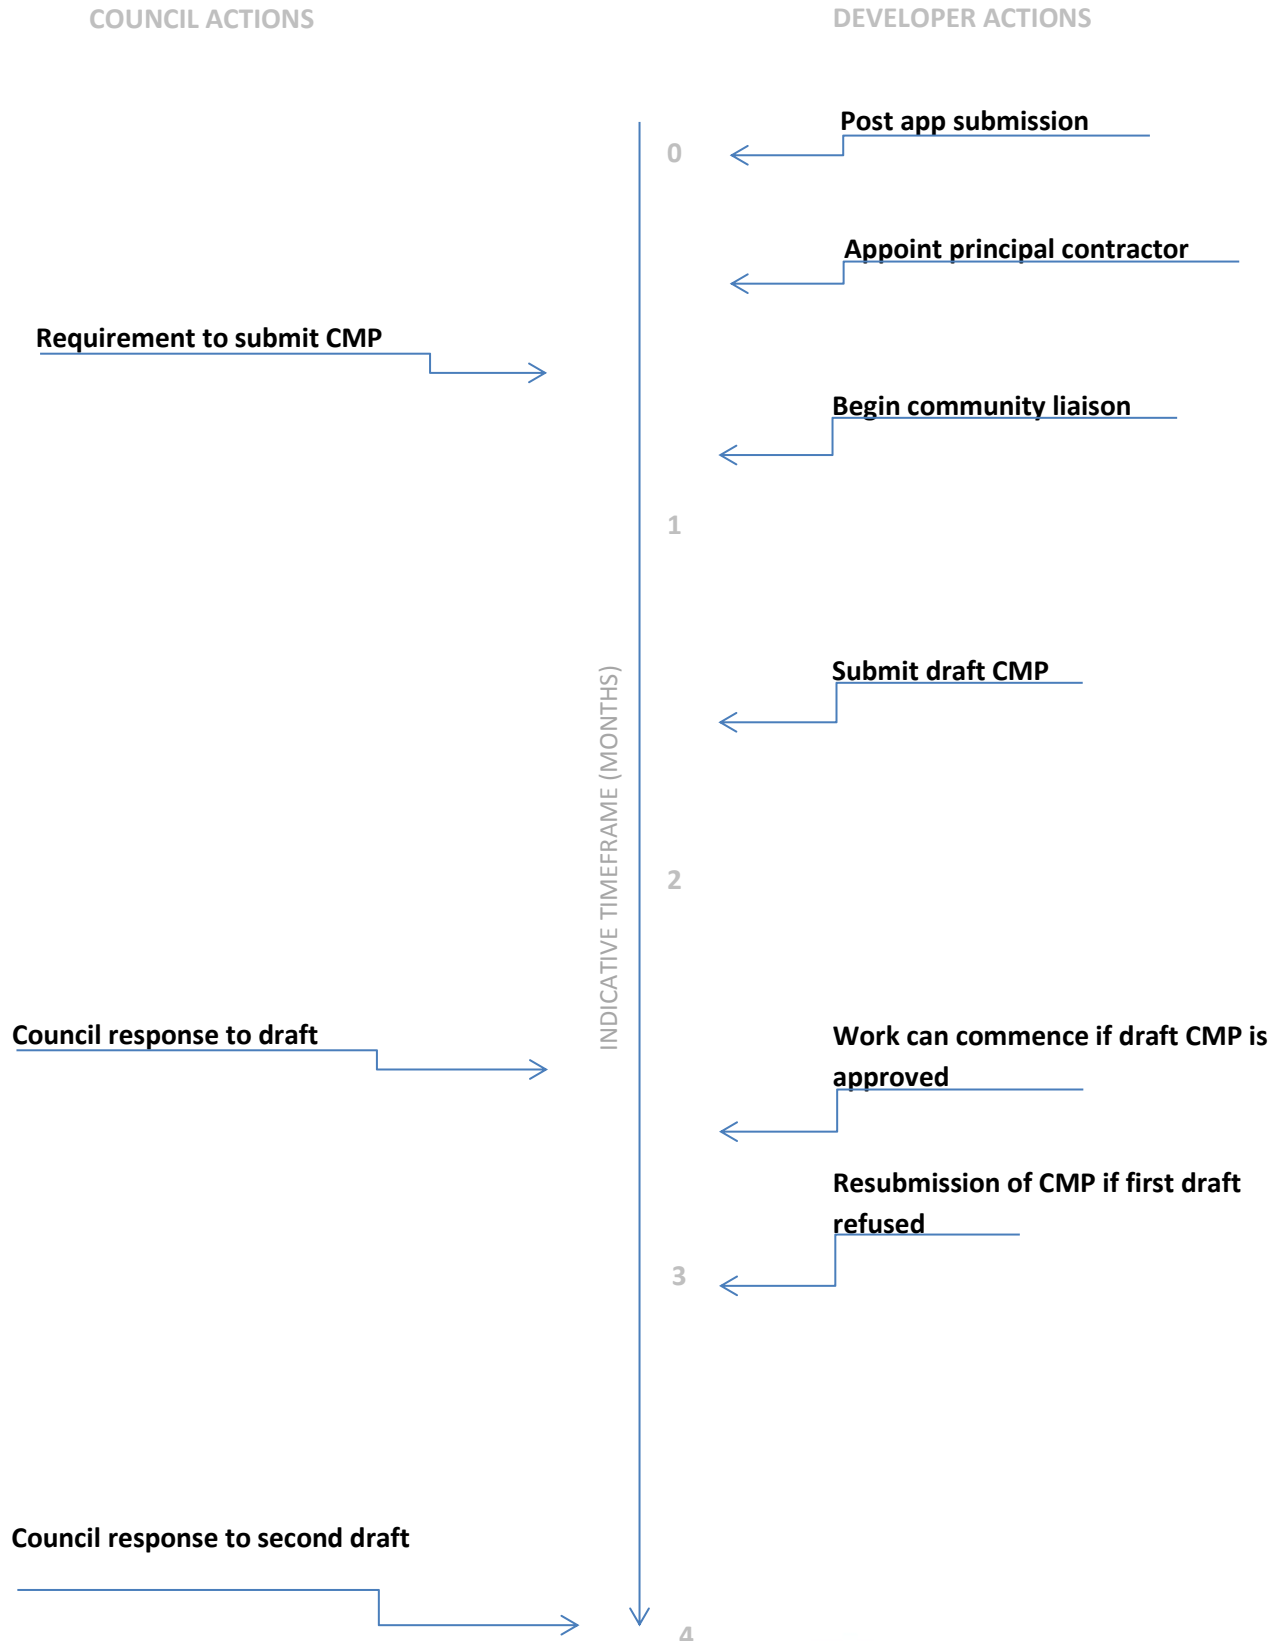 COUNCIL ACTIONS
DEVELOPER ACTIONS
Post app submission
0
Appoint principal contractor
Requirement to submit CMP
Begin community liaison
1
Submit draft CMP
INDICATIVE TIMEFRAME (MONTHS)
2
Council response to draft
Work can commence if draft CMP is
approved
Resubmission of CMP if first draft
refused
3
Council response to second draft
4